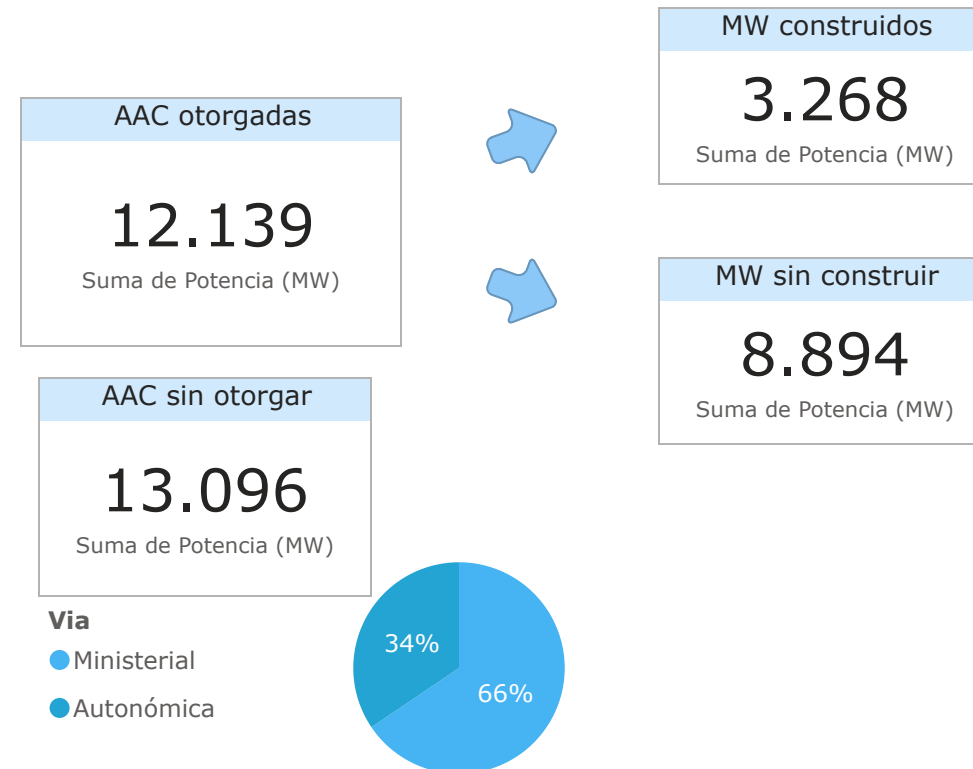 MW construidos
3.268
Suma de Potencia (MW)
AAC otorgadas
12.139
Suma de Potencia (MW)
MW sin construir
8.894
Suma de Potencia (MW)
AAC sin otorgar
13.096
Suma de Potencia (MW)
Via
Ministerial
Autonómica
34%
66%